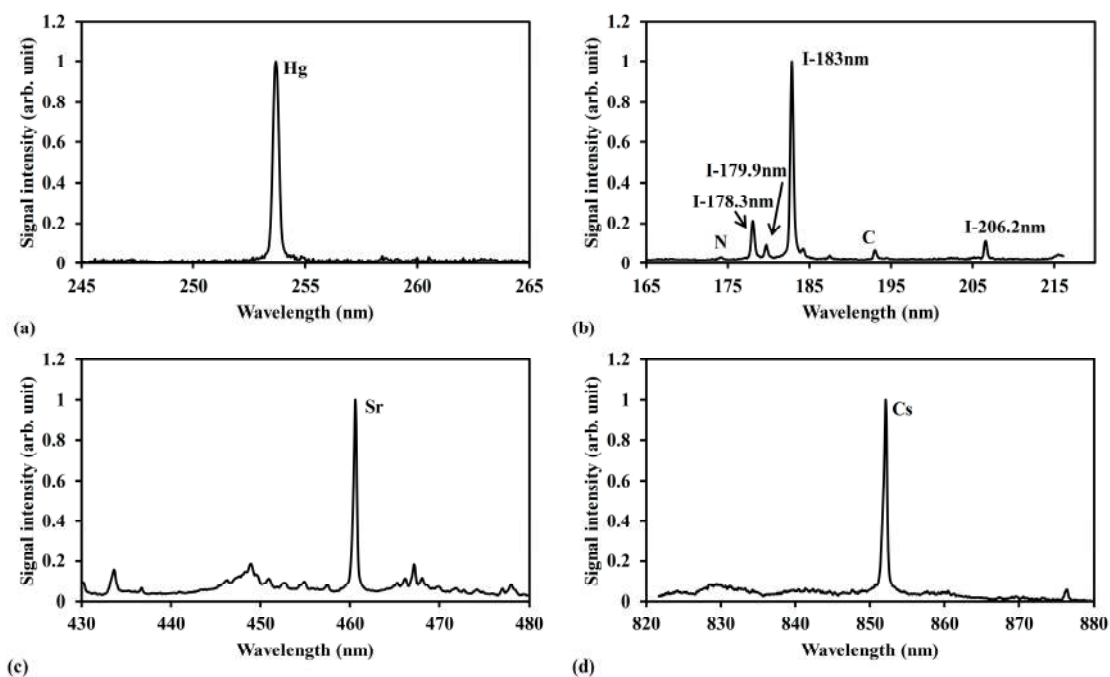 1.2
1
0.8
0.6
0.4
0.2
0
Signal intensity (arb. unit)
Hg
245 250 255 260 265
Wavelength (nm)
(a)
1.2
1
0.8
0.6
0.4
0.2
0
Signal intensity (arb. unit)
I-183nm
I-179.9nm
I-178.3nm
N
C
I-206.2nm
165 175 185 193 205 215
Wavelength (nm)
(b)
1.2
1
0.8
0.6
0.4
0.2
0
Signal intensity (arb. unit)
Sr
430 440 450 460 470 480
Wavelength (nm)
(c)
1.2
1
0.8
0.6
0.4
0.2
0
Signal intensity (arb. unit)
Cs
820 830 840 850 860 870 880
Wavelength (nm)
(d)